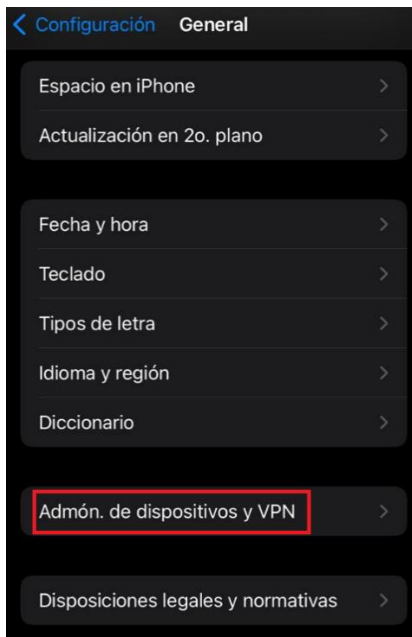 Configuración General
Espacio en iPhone
Actualización en 2o. plano
Fecha y hora
Teclado
Tipos de letra
Idioma y región
Diccionario
Admón. de dispositivos y VPN
Disposiciones legales y normativas